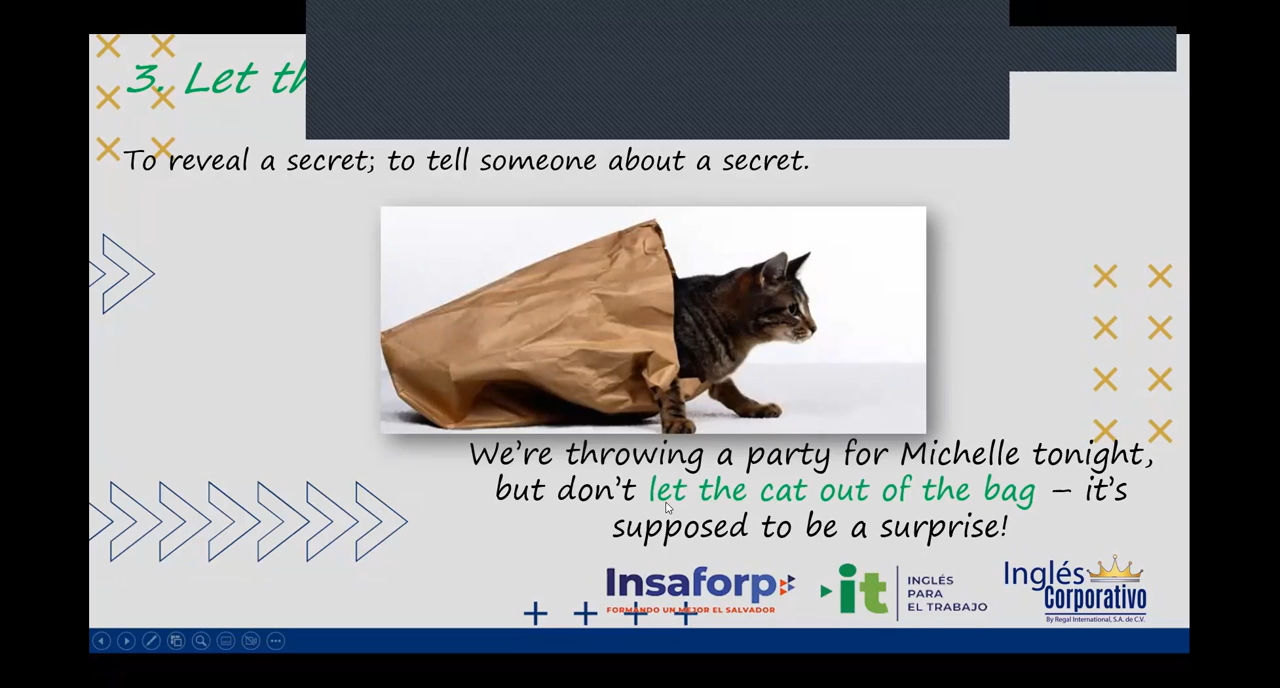 3. Let
To reveal a secret; to tell someone about a secret.
We're throwing a party for Michelle tonight,
but don't let the cat out of the bag – it's
supposed to be a surprise!
Insaforp
FORMANDO UN MEJOR EL SALVADOR
it
INGLÉS
PARA
EL TRABAJO
Inglés
Corporativo
By Regal International, S.A. de C.V.